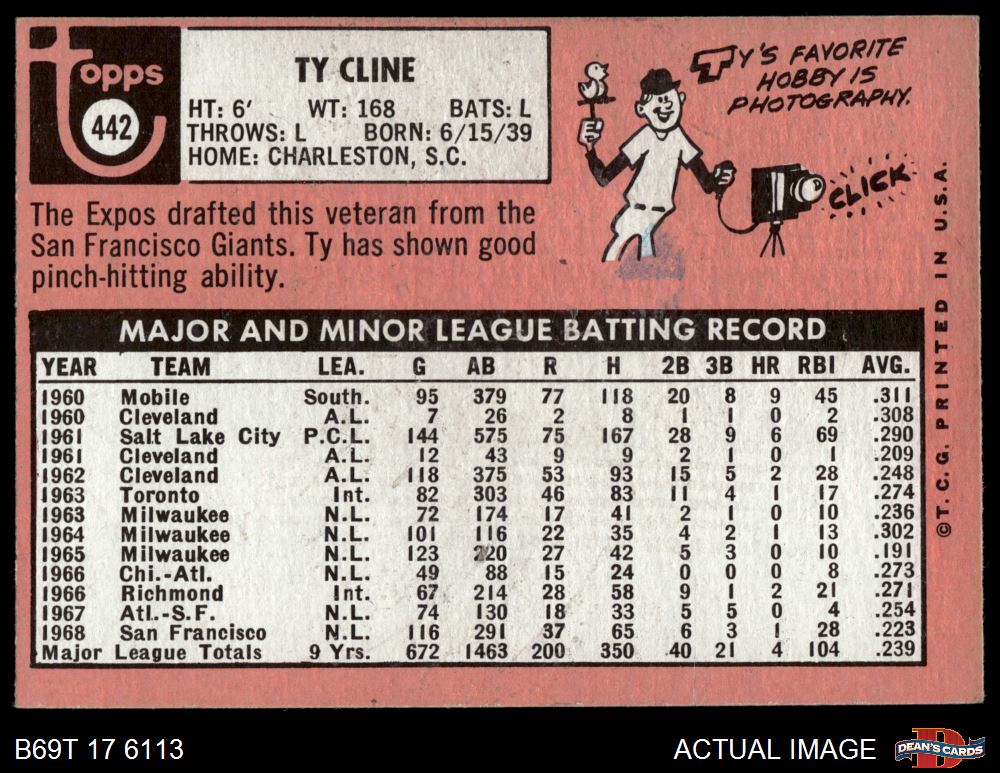 Topps
442
TY CLINE
HT: 6' WT: 168 BATS: L
THROWS: L BORN: 6/15/39
HOME: CHARLESTON, S.C.
TY'S FAVORITE
HOBBY IS
PHOTOGRAPHY.
CLICK
The Expos drafted this veteran from the
San Francisco Giants. Ty has shown good
pinch-hitting ability.
MAJOR AND MINOR LEAGUE BATTING RECORD
YEAR TEAM LEA. G AB R H 2B 3B HR RBI AVG.
1960 Mobile South. 95 379 77 118 20 8 9 45 .311
1960 Cleveland A.L. 7 26 2 8 1 1 0 2 .308
1961 Salt Lake City P.C.L. 144 575 75 167 28 9 6 69 .290
1961 Cleveland A.L. 12 43 9 9 2 1 0 1 .209
1962 Cleveland A.L. 118 375 53 93 15 5 2 28 .248
1963 Toronto Int. 82 303 46 83 11 4 1 17 .274
1963 Milwaukee N.L. 72 174 17 41 2 1 0 10 .236
1964 Milwaukee N.L. 101 116 22 35 4 2 1 13 .302
1965 Milwaukee N.L. 123 220 27 42 5 3 0 10 .191
1966 Chi.-Atl. N.L. 49 88 15 24 0 0 0 8 .273
1966 Richmond Int. 67 214 28 58 9 1 2 21 .271
1967 Atl.-S.F. N.L. 74 130 18 33 5 5 0 4 .254
1968 San Francisco N.L. 116 291 37 65 6 3 1 28 .223
Major League Totals 9 Yrs. 672 1463 200 350 40 21 4 104 .239
©T. C. G. PRINTED IN U.S.A.
B69T 17 6113
ACTUAL IMAGE
DEAN'S CARDS